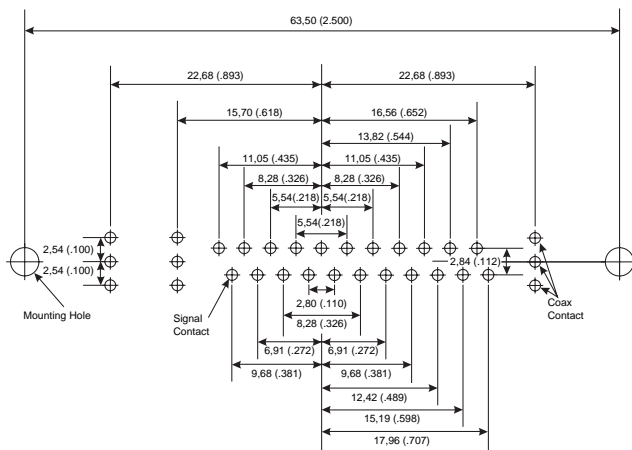 63,50 (2.500)
22,68 (.893) 22,68 (.893)
15,70 (.618) 16,56 (.652)
13,82 (.544)
11,05 (.435) 11,05 (.435)
8,28 (.326) 8,28 (.326)
5,54(.218) 5,54(.218)
5,54(.218)
2,54 (.100)
2,84 (.112)
2,54 (.100)
Mounting Hole
Signal
Contact
Coax
Contact
2,80 (.110)
8,28 (.326)
6,91 (.272) 6,91 (.272)
9,68 (.381) 9,68 (.381)
12,42 (.489)
15,19 (.598)
17,96 (.707)